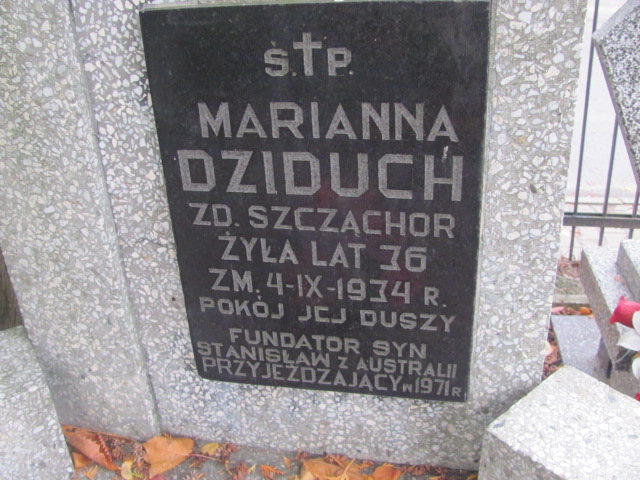 Ś.†P.
MARIANNA
DZIDUCH
ZD. SZCZĄCHOR
ŻYŁA LAT 36
ZM. 4-IX-1934 R.
POKÓJ JEJ DUSZY
FUNDATOR SYN
STANISŁAW Z AUSTRALII
PRZYJEŻDZAJĄCY W 1971 R.